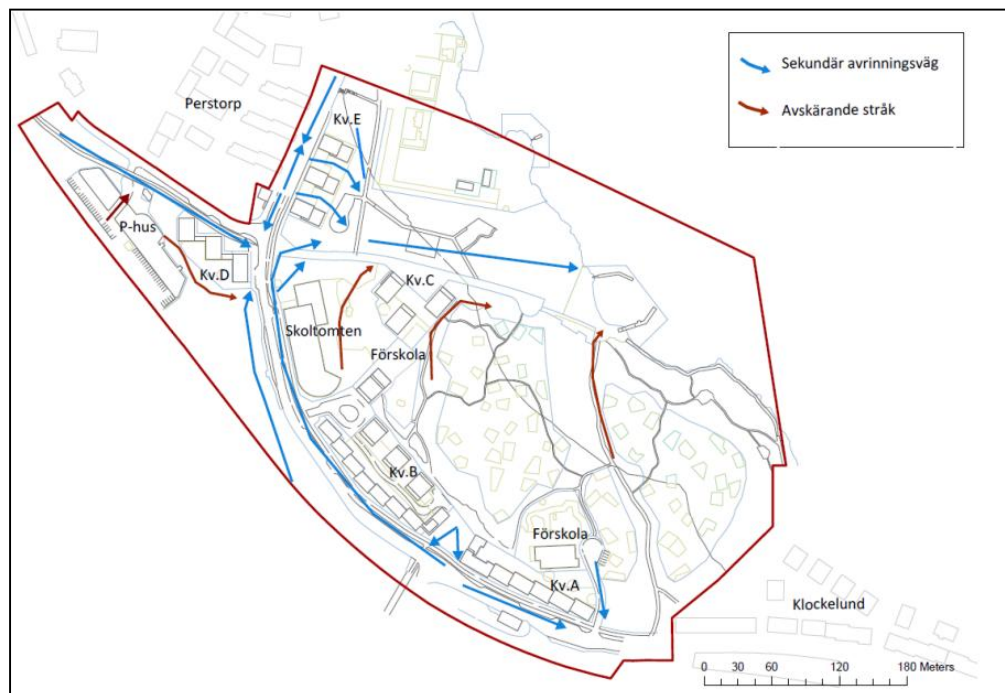 Sekundär avrinningsväg
Avskärande stråk
Perstorp
Kv.E
P-hus
Kv.D
Kv.C
Skoltomten
Förskola
Kv.B
Förskola
Kv.A
Klockelund
0 30 60 120 180 Meters